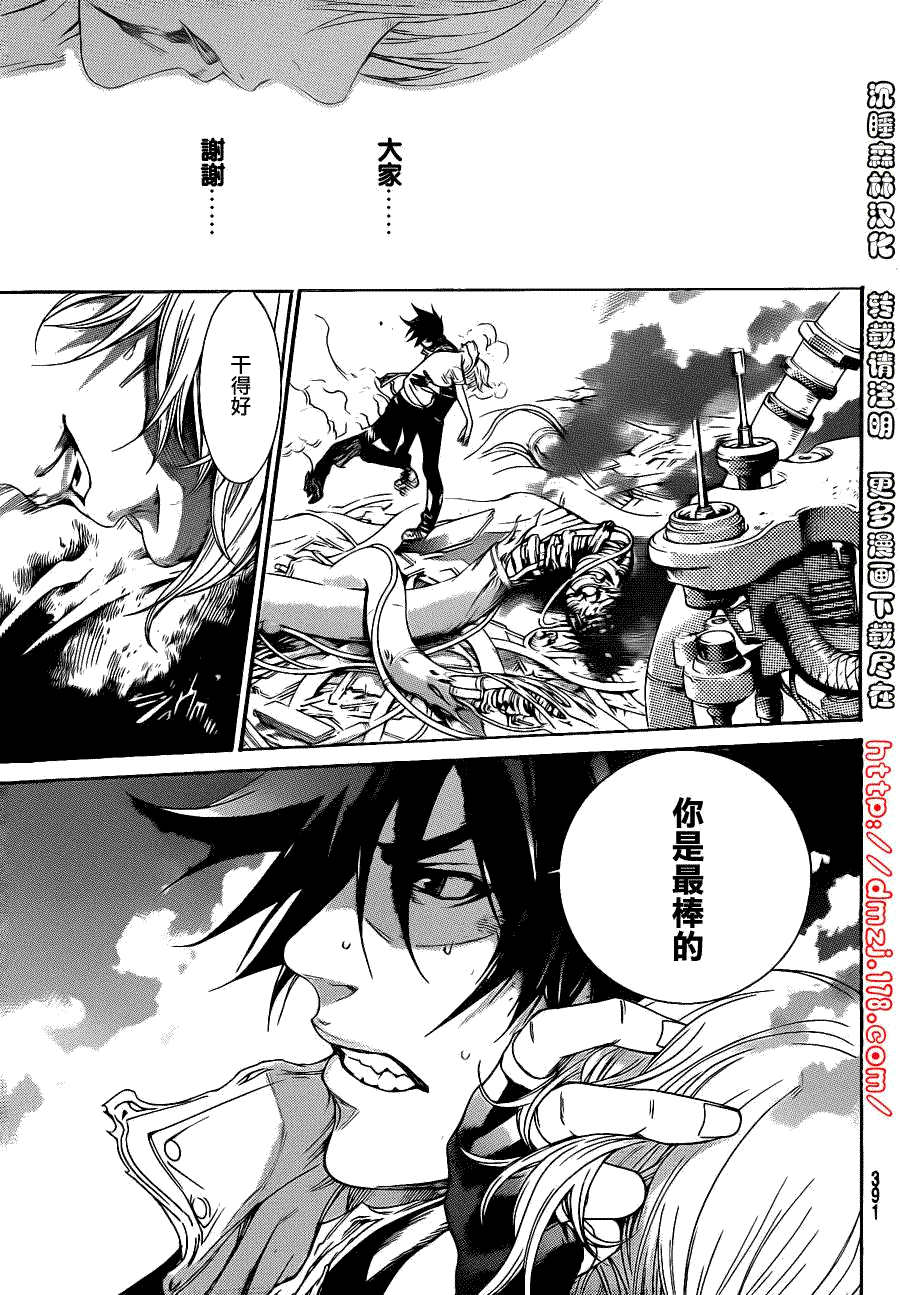 大家……
謝謝……
干得好
你是最棒的
沉睡森林汉化 转载请注明 更多漫画下载尽在
http://dmzj.178.com/
391